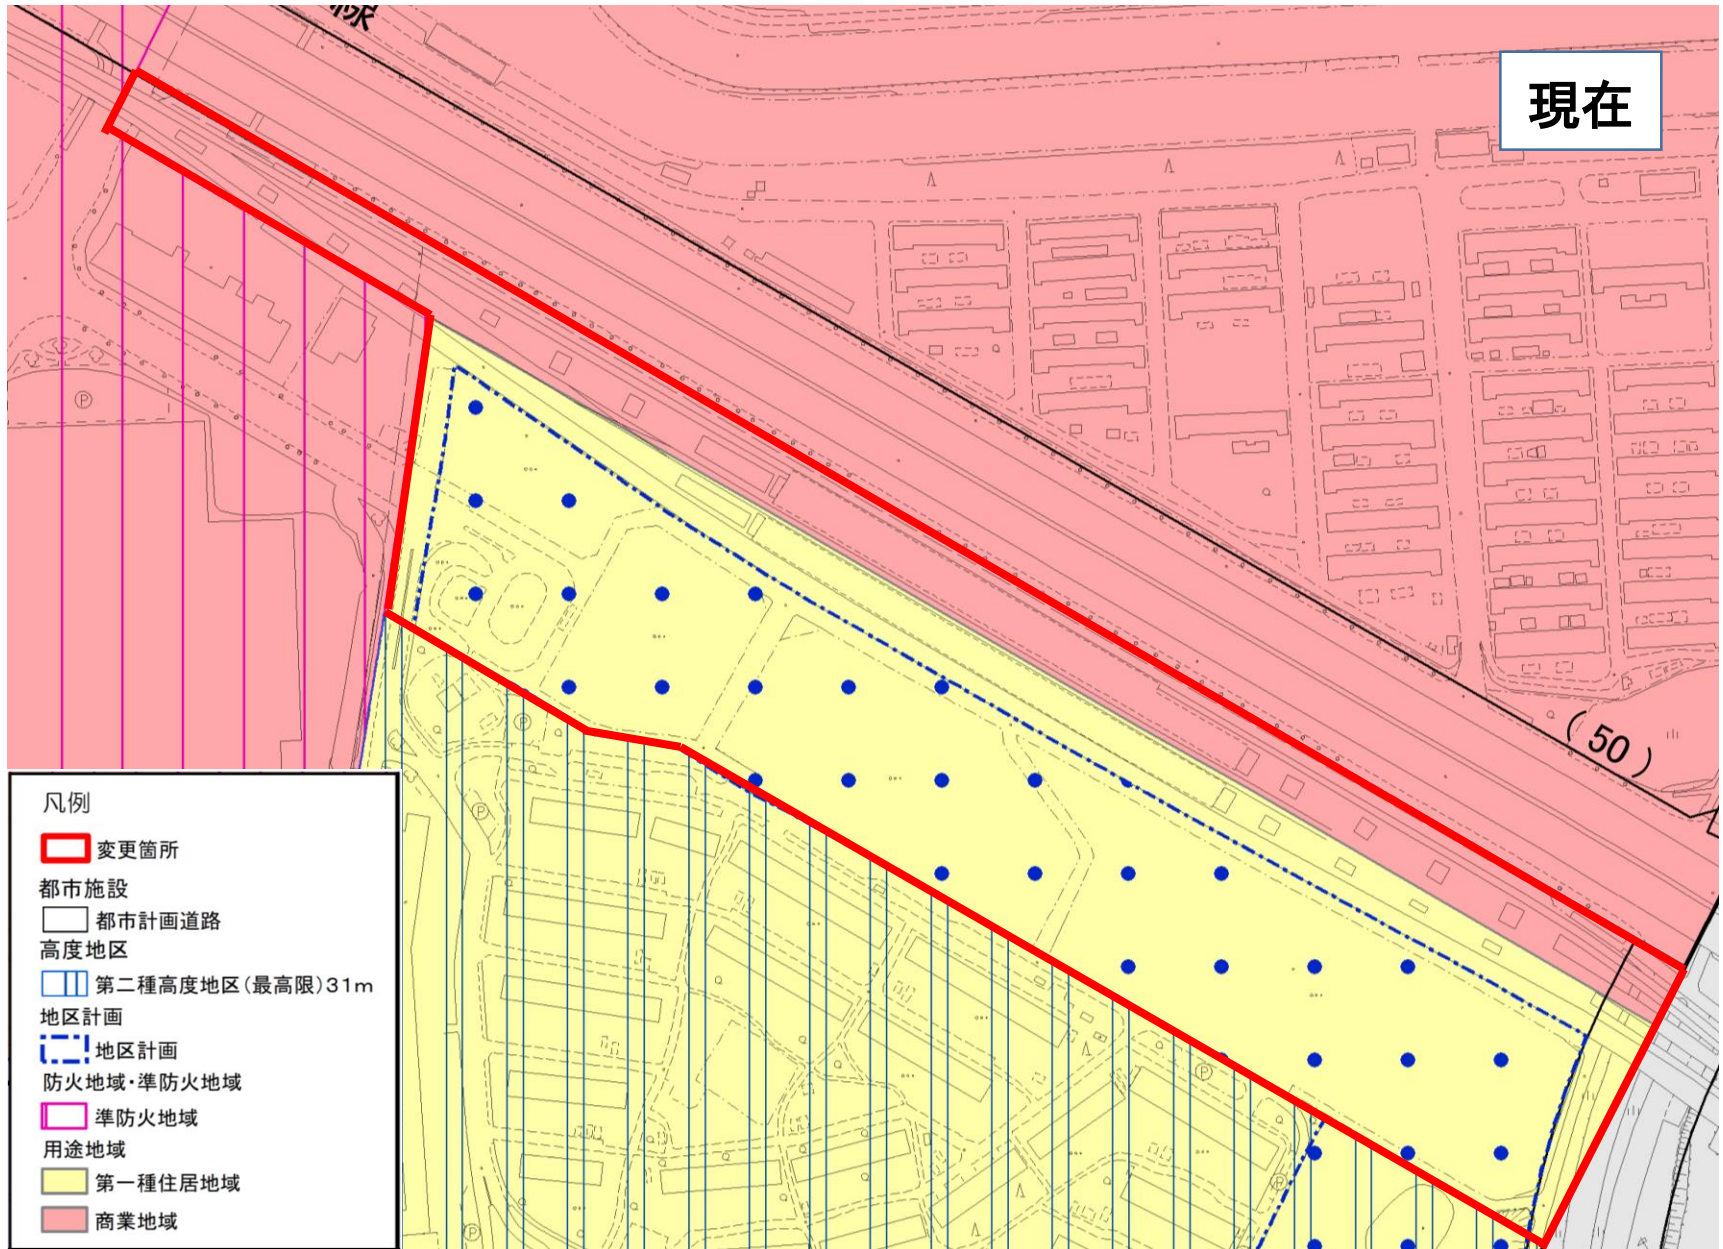 線
現在
(50)
凡例
変更箇所
都市施設
都市計画道路
高度地区
第二種高度地区(最高限)31m
地区計画
地区計画
防火地域・準防火地域
準防火地域
用途地域
第一種住居地域
商業地域
Ⓟ
Ⓟ
Ⓟ
Ⓟ
Ⓟ
Ⓟ